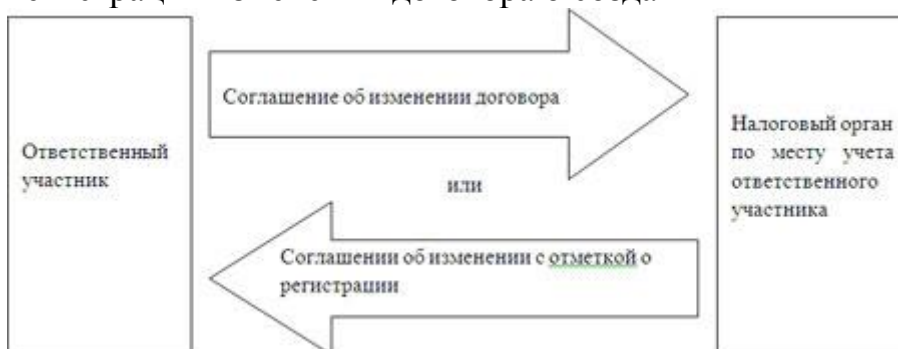 Соглашение об изменении договора
Ответственный
участник
или
Соглашении об изменении с отметкой о
регистрации
Налоговый орган
по месту учета
ответственного
участника